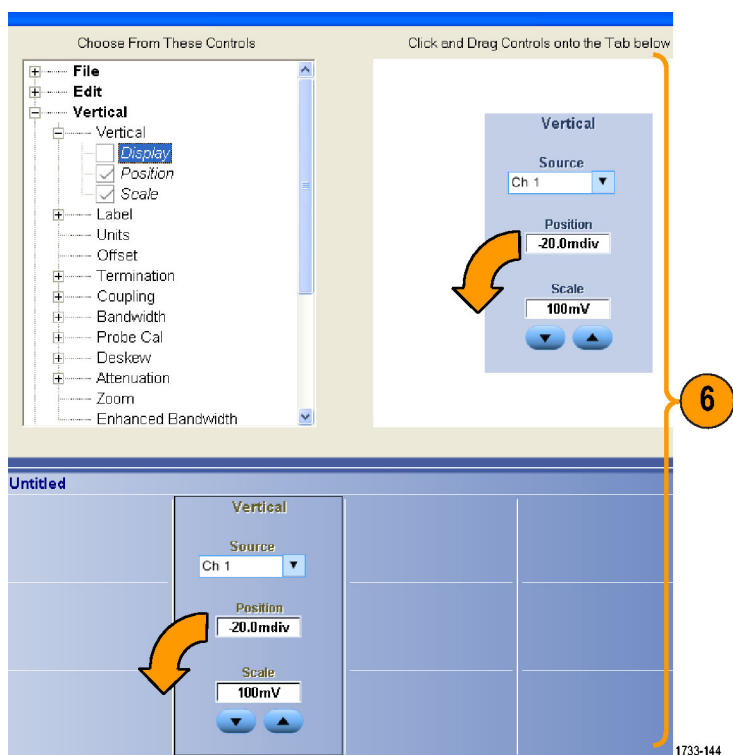 Choose From These Controls
Click and Drag Controls onto the Tab below
File
Edit
Vertical
Vertical
Display
Position
Scale
Label
Units
Offset
Termination
Coupling
Bandwidth
Probe Cal
Deskew
Attenuation
Zoom
Enhanced Bandwidth
Vertical
Source
Ch 1
Position
-20.0mdiv
Scale
100mV
6
Untitled
Vertical
Source
Ch 1
Position
-20.0mdiv
Scale
100mV
1733-144